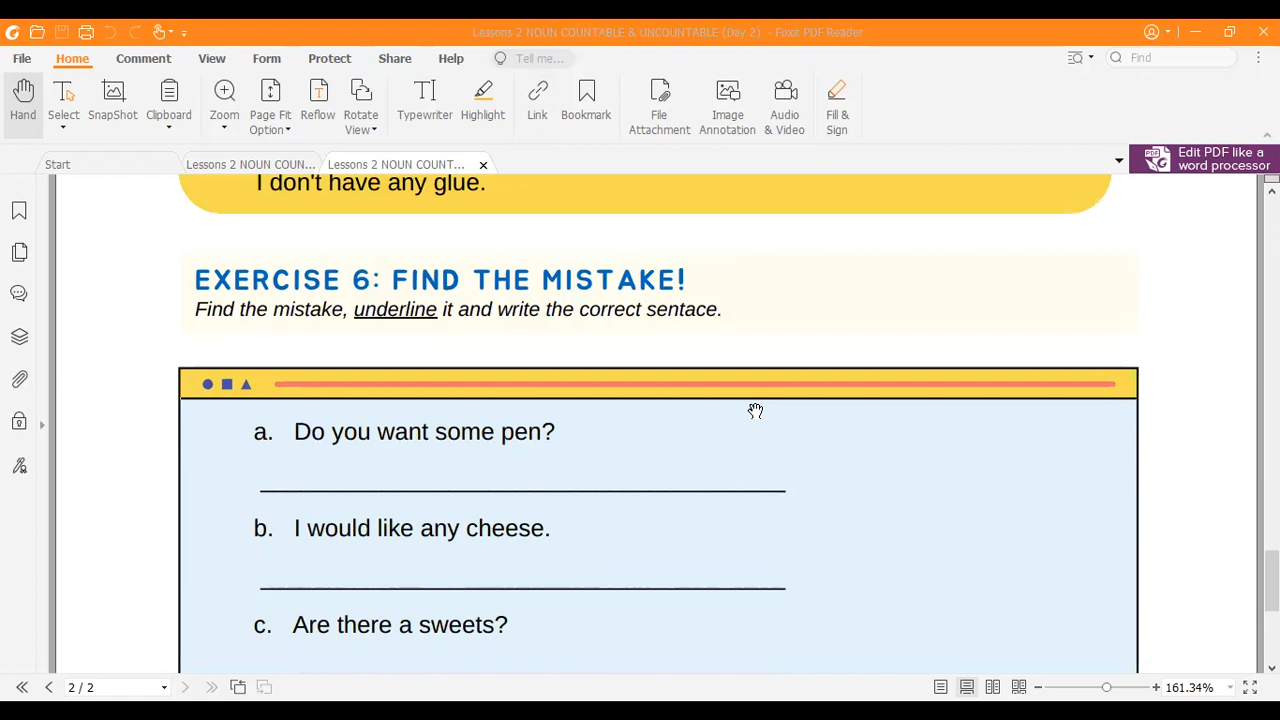 Lessons 2 NOUN COUNTABLE & UNCOUNTABLE (Day 2) - Foxit PDF Reader
File Home Comment View Form Protect Share Help Tell me... Find
Hand Select SnapShot Clipboard Zoom Page Fit Option Reflow Rotate View Typewriter Highlight Link Bookmark File Attachment Image Annotation Audio & Video Fill & Sign
Start Lessons 2 NOUN COUN... Lessons 2 NOUN COUNT... Edit PDF like a word processor
I don't have any glue.
EXERCISE 6: FIND THE MISTAKE!
Find the mistake, underline it and write the correct sentace.
a. Do you want some pen?
b. I would like any cheese.
c. Are there a sweets?
2 / 2 161.34%